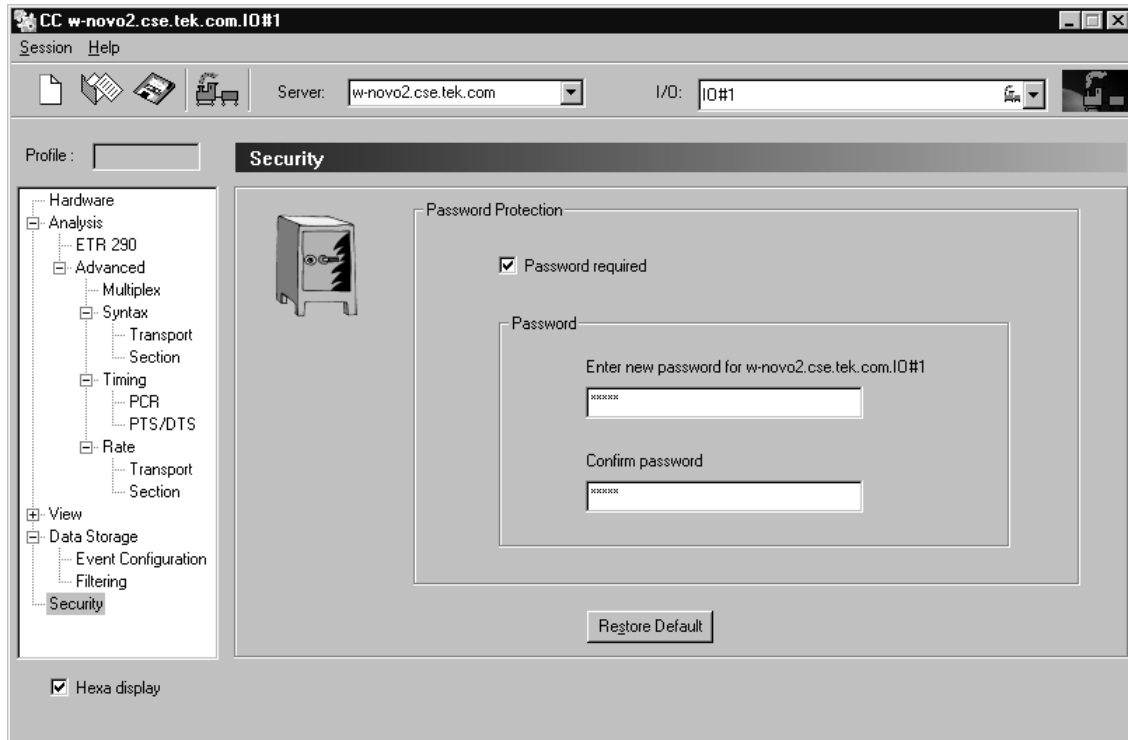 CC w-novo2.cse.tek.com.IO#1
Session Help
Server: w-novo2.cse.tek.com I/O: IO#1
Profile :
Security
Hardware
Analysis
ETR 290
Advanced
Multiplex
Syntax
Transport
Section
Timing
PCR
PTS/DTS
Rate
Transport
Section
View
Data Storage
Event Configuration
Filtering
Security
Password Protection
Password required
Password
Enter new password for w-novo2.cse.tek.com.IO#1
*****
Confirm password
*****
Restore Default
Hexa display